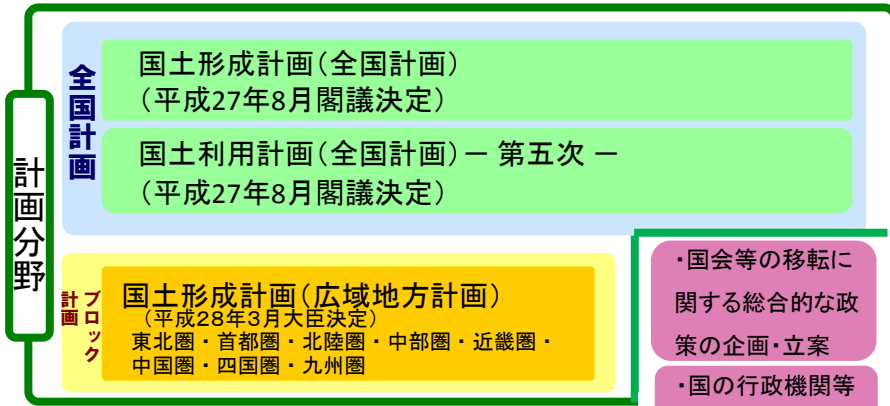 計画分野
全国計画
国土形成計画(全国計画)
(平成27年8月閣議決定)
国土利用計画(全国計画)- 第五次 -
(平成27年8月閣議決定)
ブロック
計画
国土形成計画(広域地方計画)
(平成28年3月大臣決定)
東北圏・首都圏・北陸圏・中部圏・近畿圏・
中国圏・四国圏・九州圏
・国会等の移転に
関する総合的な政
策の企画・立案
・国の行政機関等